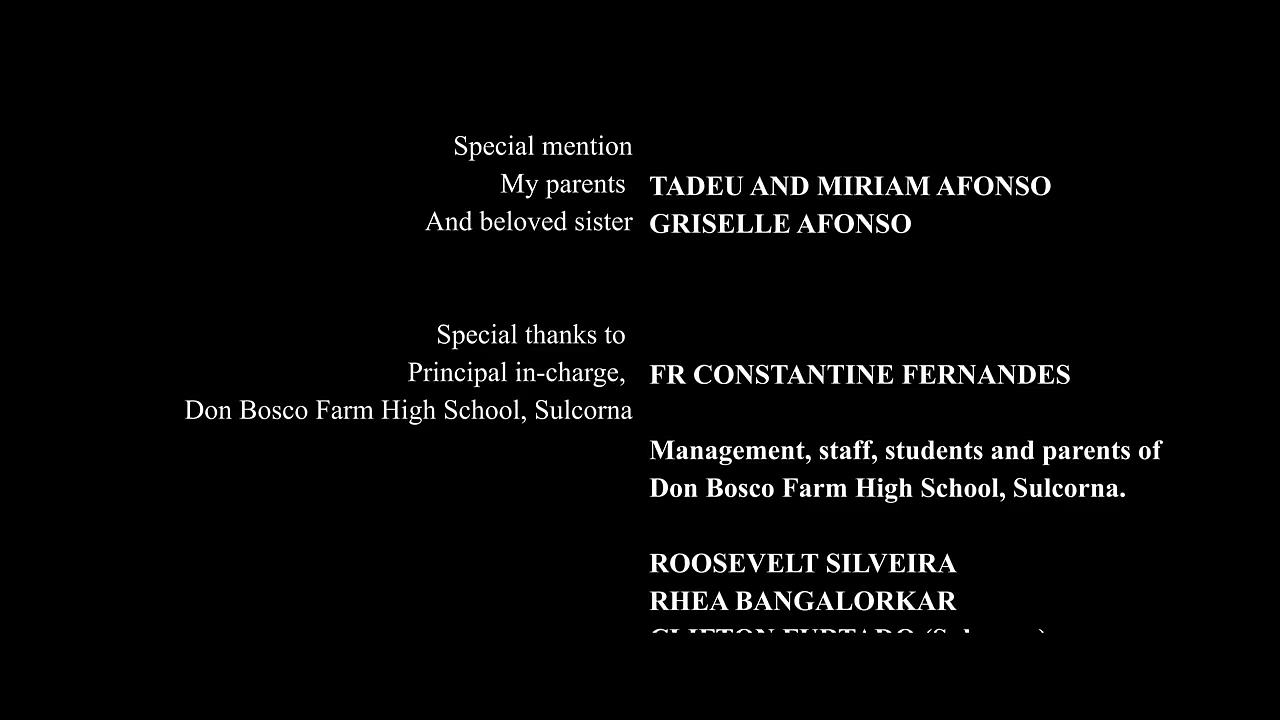 Special mention
My parents TADEU AND MIRIAM AFONSO
And beloved sister GRISELLE AFONSO
Special thanks to
Principal in-charge, FR CONSTANTINE FERNANDES
Don Bosco Farm High School, Sulcorna
Management, staff, students and parents of
Don Bosco Farm High School, Sulcorna.
ROOSEVELT SILVEIRA
RHEA BANGALORKAR